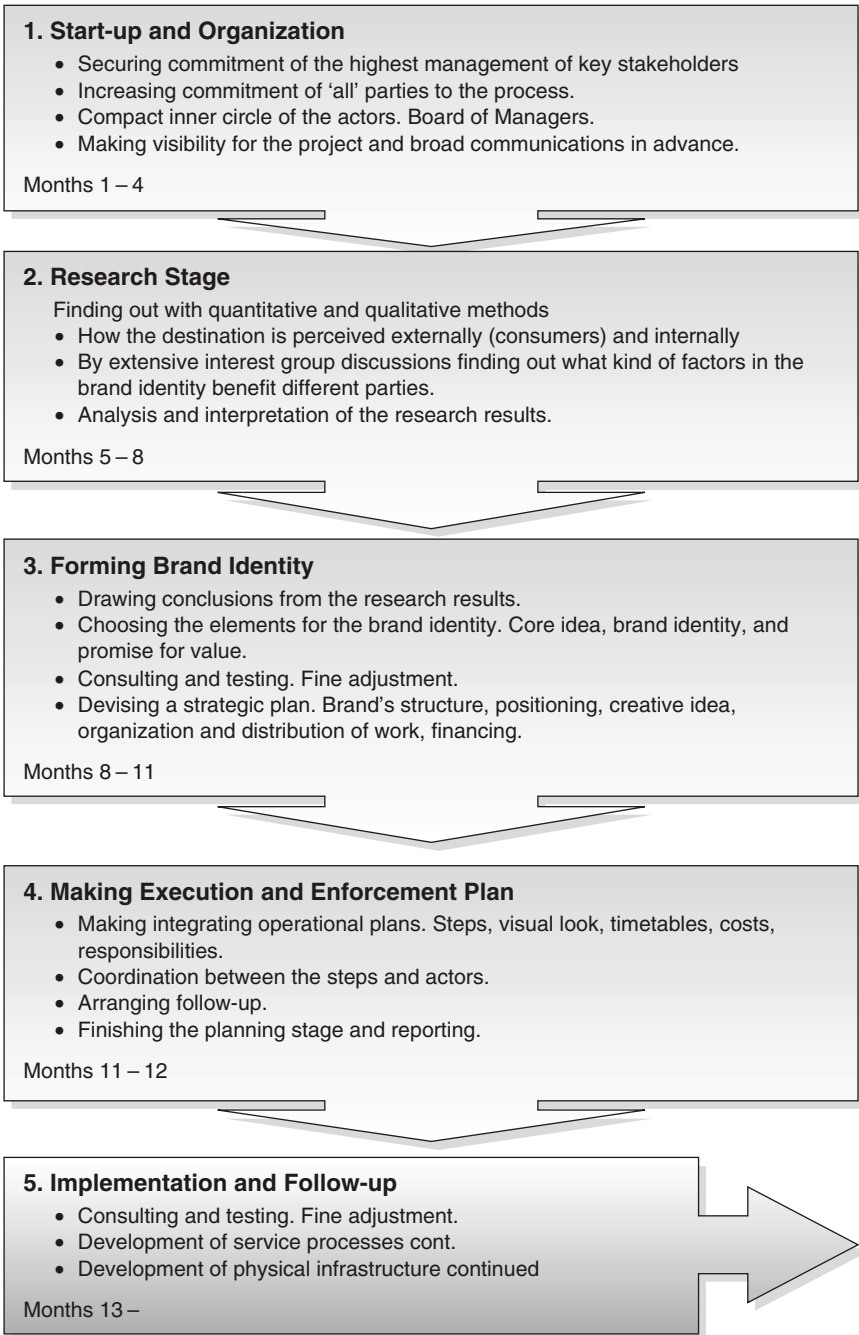 1. Start-up and Organization
• Securing commitment of the highest management of key stakeholders
• Increasing commitment of ‘all’ parties to the process.
• Compact inner circle of the actors. Board of Managers.
• Making visibility for the project and broad communications in advance.
Months 1 – 4
2. Research Stage
Finding out with quantitative and qualitative methods
• How the destination is perceived externally (consumers) and internally
• By extensive interest group discussions finding out what kind of factors in the
brand identity benefit different parties.
• Analysis and interpretation of the research results.
Months 5 – 8
3. Forming Brand Identity
• Drawing conclusions from the research results.
• Choosing the elements for the brand identity. Core idea, brand identity, and
promise for value.
• Consulting and testing. Fine adjustment.
• Devising a strategic plan. Brand’s structure, positioning, creative idea,
organization and distribution of work, financing.
Months 8 – 11
4. Making Execution and Enforcement Plan
• Making integrating operational plans. Steps, visual look, timetables, costs,
responsibilities.
• Coordination between the steps and actors.
• Arranging follow-up.
• Finishing the planning stage and reporting.
Months 11 – 12
5. Implementation and Follow-up
• Consulting and testing. Fine adjustment.
• Development of service processes cont.
• Development of physical infrastructure continued
Months 13 –